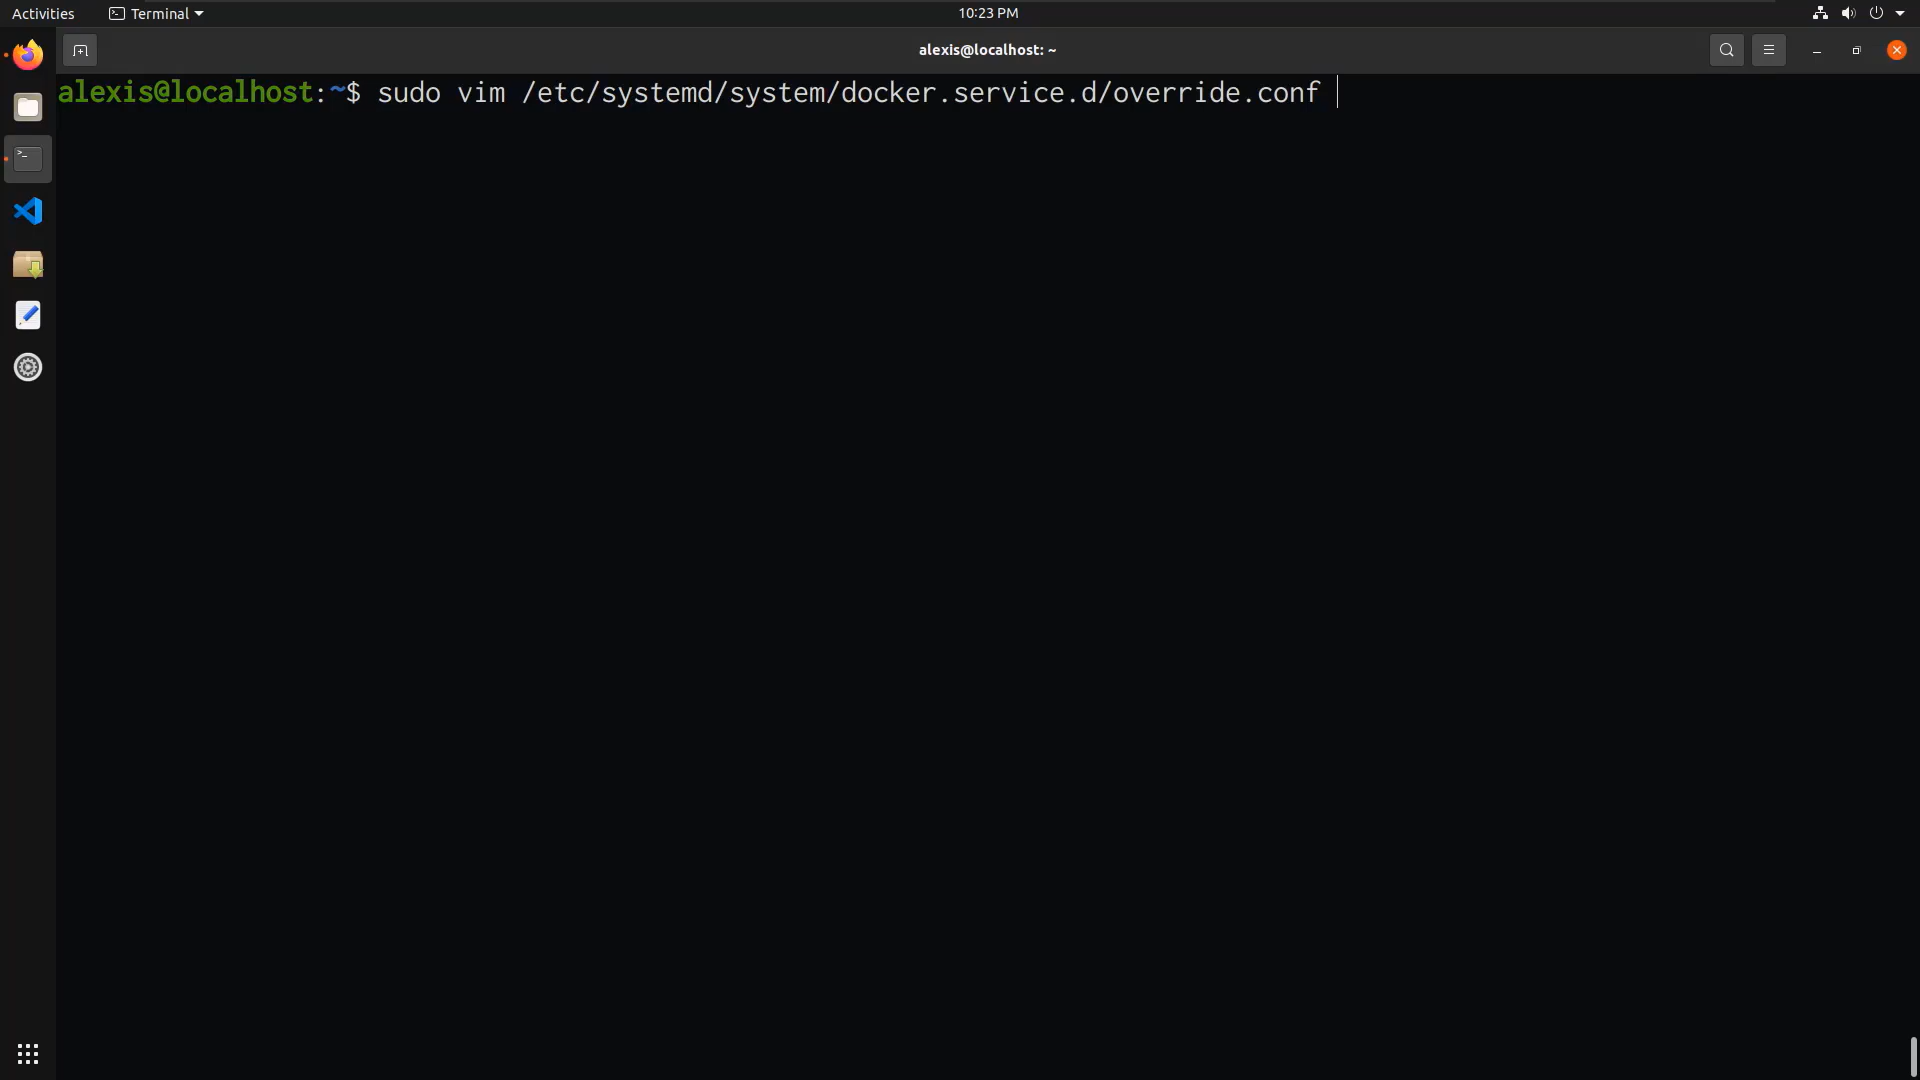 Activities
Terminal
10:23 PM
alexis@localhost: ~
alexis@localhost:~$ sudo vim /etc/systemd/system/docker.service.d/override.conf